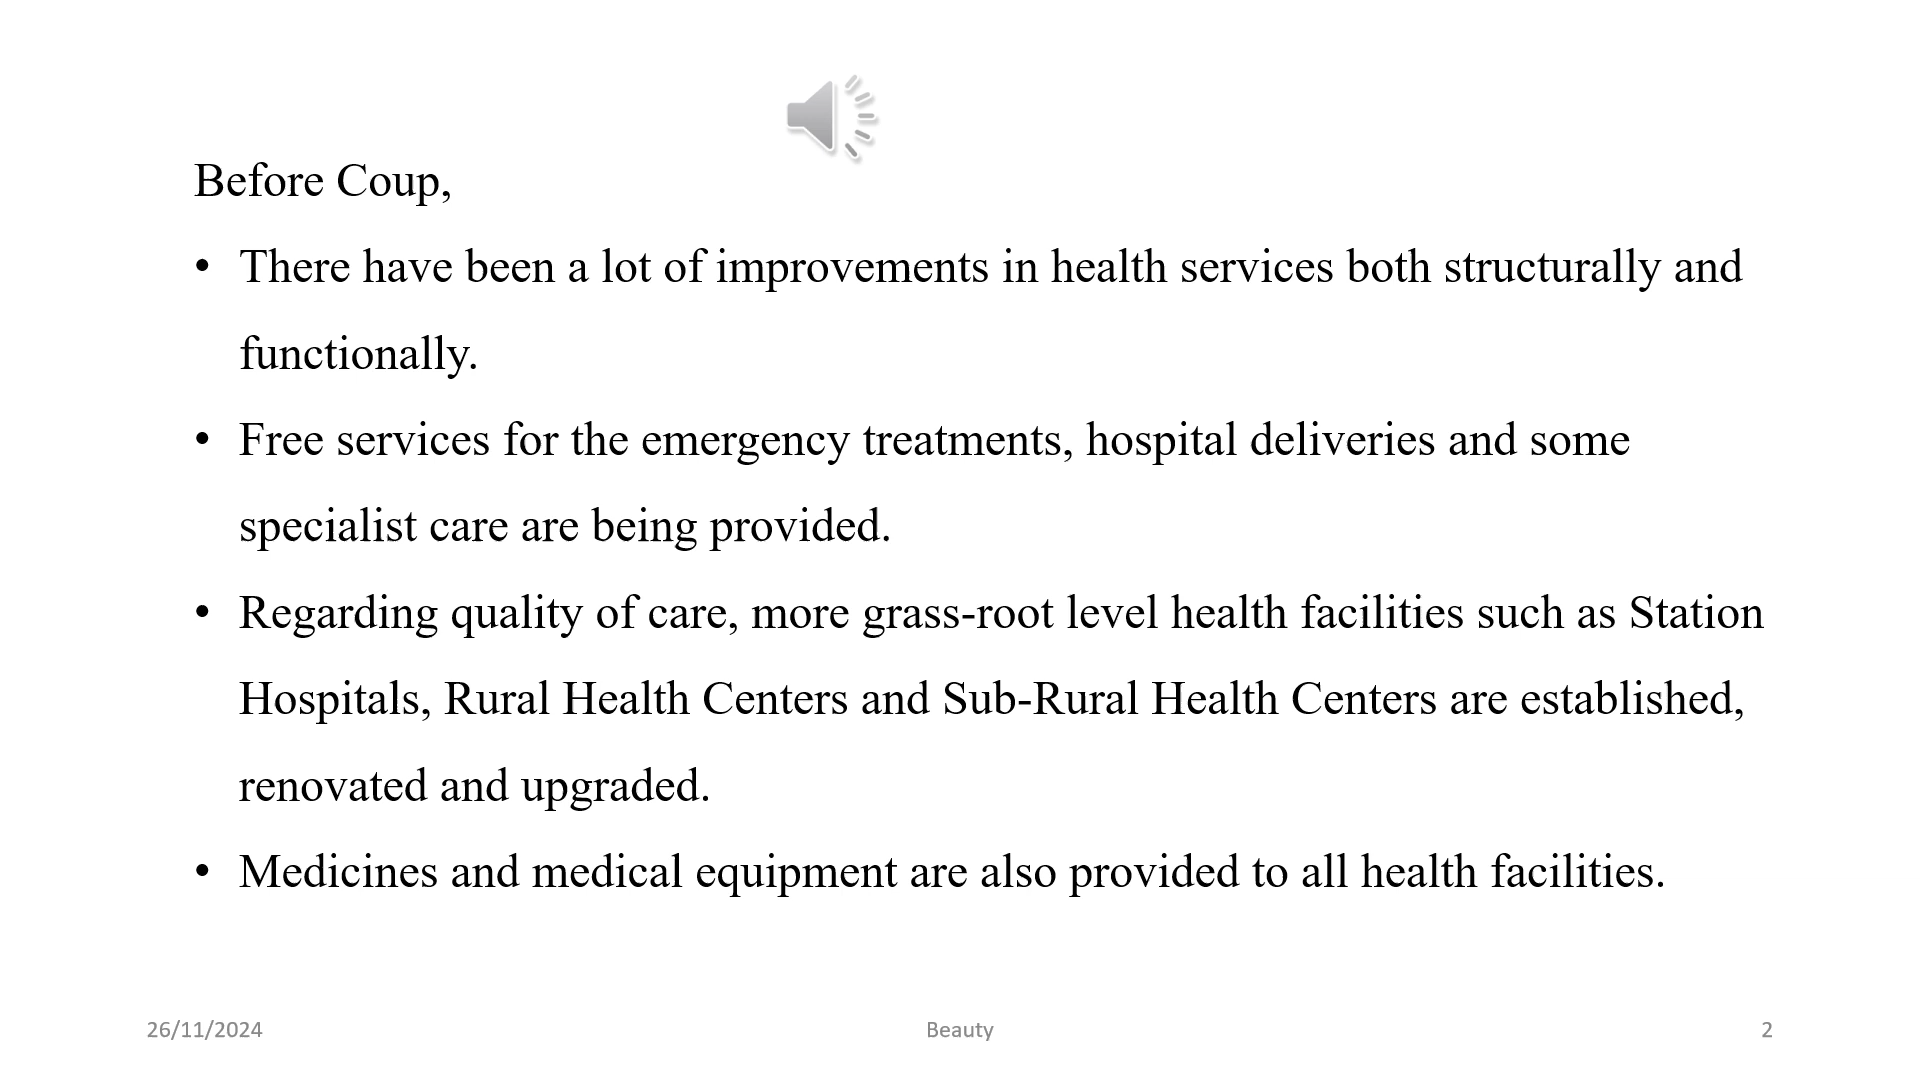 Before Coup,
• There have been a lot of improvements in health services both structurally and
functionally.
• Free services for the emergency treatments, hospital deliveries and some
specialist care are being provided.
• Regarding quality of care, more grass-root level health facilities such as Station
Hospitals, Rural Health Centers and Sub-Rural Health Centers are established,
renovated and upgraded.
• Medicines and medical equipment are also provided to all health facilities.
26/11/2024
Beauty
2